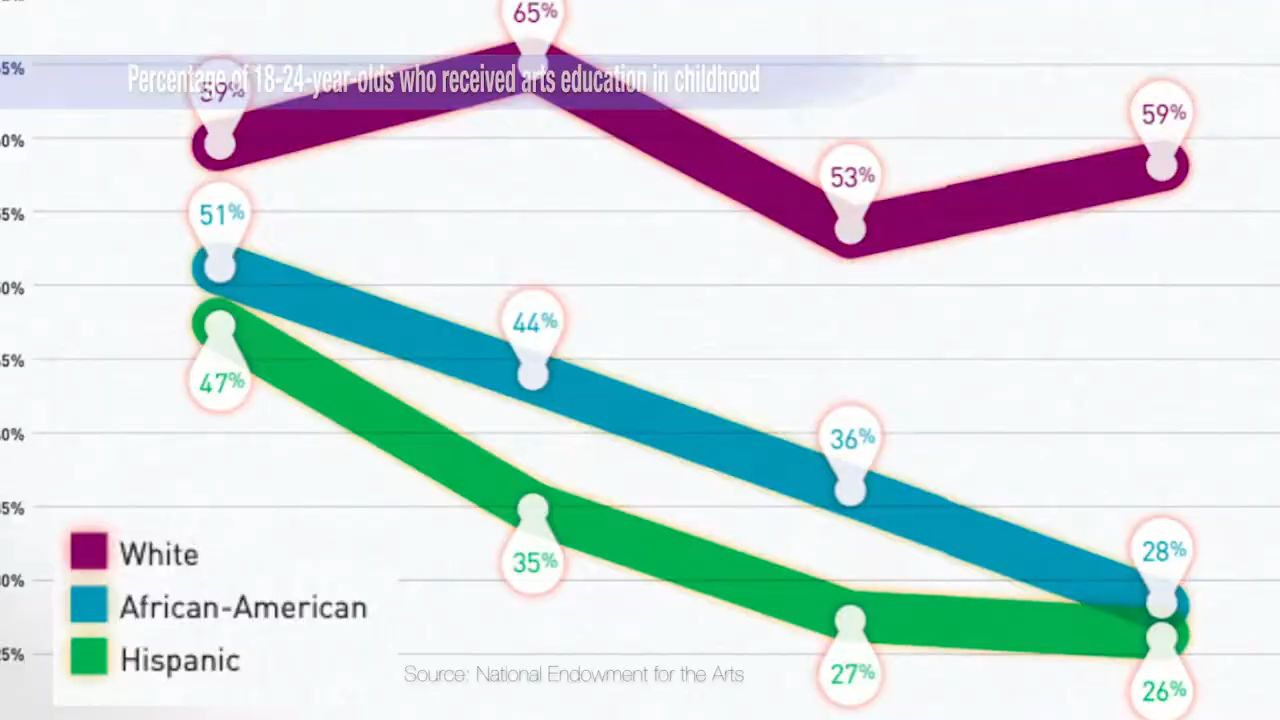 65%
Percentage of 18-24-year-olds who received arts education in childhood
59%
59%
53%
51%
44%
47%
36%
35%
28%
27%
26%
White
African-American
Hispanic
Source: National Endowment for the Arts